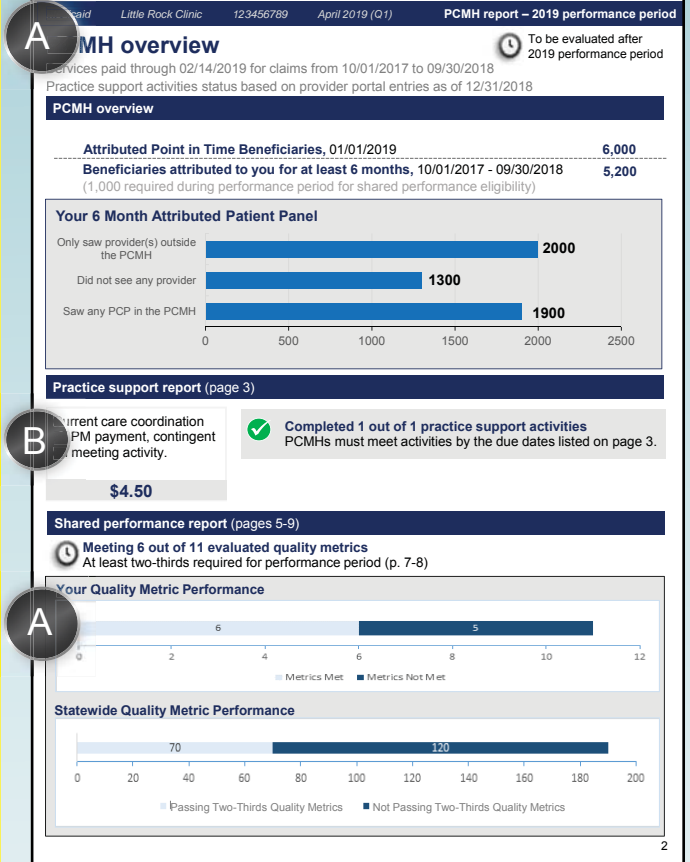 Little Rock Clinic 123456789 April 2019 (Q1) PCMH report – 2019 performance period
A
MH overview
To be evaluated after
2019 performance period
ervices paid through 02/14/2019 for claims from 10/01/2017 to 09/30/2018
Practice support activities status based on provider portal entries as of 12/31/2018
PCMH overview
Attributed Point in Time Beneficiaries, 01/01/2019 6,000
Beneficiaries attributed to you for at least 6 months, 10/01/2017 - 09/30/2018 5,200
(1,000 required during performance period for shared performance eligibility)
Your 6 Month Attributed Patient Panel
Only saw provider(s) outside
the PCMH
2000
Did not see any provider 1300
Saw any PCP in the PCMH 1900
0 500 1000 1500 2000 2500
Practice support report (page 3)
B
urrent care coordination
PM payment, contingent
meeting activity.
$4.50
Completed 1 out of 1 practice support activities
PCMHs must meet activities by the due dates listed on page 3.
Shared performance report (pages 5-9)
Meeting 6 out of 11 evaluated quality metrics
At least two-thirds required for performance period (p. 7-8)
A
Your Quality Metric Performance
6 5
0 2 4 6 8 10 12
Metrics Met Metrics Not Met
Statewide Quality Metric Performance
70 120
0 20 40 60 80 100 120 140 160 180 200
Passing Two-Thirds Quality Metrics Not Passing Two-Thirds Quality Metrics
2